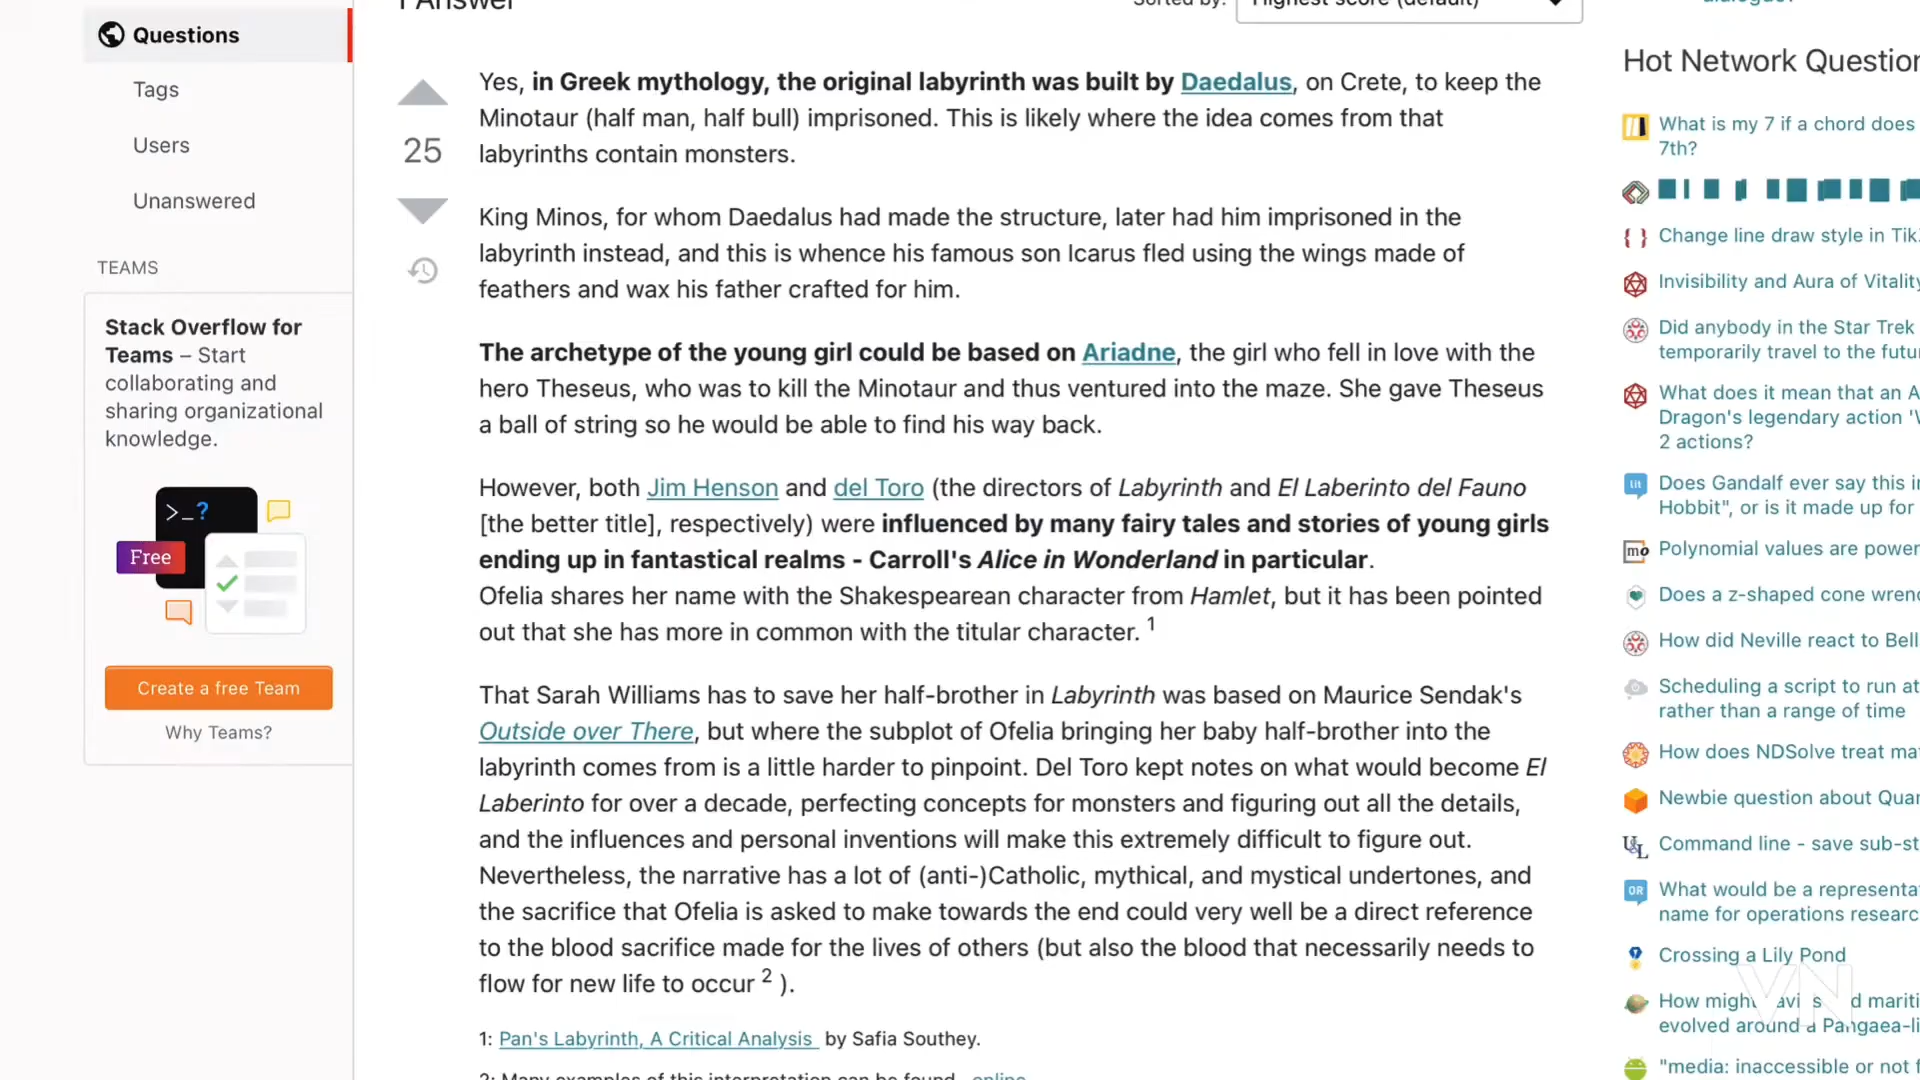 1 Answer
Sorted by:
Highest score (default)
Questions
Tags
Users
Unanswered
TEAMS
Stack Overflow for
Teams – Start
collaborating and
sharing organizational
knowledge.
>_?
Free
Create a free Team
Why Teams?
25
Yes, in Greek mythology, the original labyrinth was built by Daedalus, on Crete, to keep the
Minotaur (half man, half bull) imprisoned. This is likely where the idea comes from that
labyrinths contain monsters.
King Minos, for whom Daedalus had made the structure, later had him imprisoned in the
labyrinth instead, and this is whence his famous son Icarus fled using the wings made of
feathers and wax his father crafted for him.
The archetype of the young girl could be based on Ariadne, the girl who fell in love with the
hero Theseus, who was to kill the Minotaur and thus ventured into the maze. She gave Theseus
a ball of string so he would be able to find his way back.
However, both Jim Henson and del Toro (the directors of Labyrinth and El Laberinto del Fauno
[the better title], respectively) were influenced by many fairy tales and stories of young girls
ending up in fantastical realms - Carroll's Alice in Wonderland in particular.
Ofelia shares her name with the Shakespearean character from Hamlet, but it has been pointed
out that she has more in common with the titular character. 1
That Sarah Williams has to save her half-brother in Labyrinth was based on Maurice Sendak's
Outside over There, but where the subplot of Ofelia bringing her baby half-brother into the
labyrinth comes from is a little harder to pinpoint. Del Toro kept notes on what would become El
Laberinto for over a decade, perfecting concepts for monsters and figuring out all the details,
and the influences and personal inventions will make this extremely difficult to figure out.
Nevertheless, the narrative has a lot of (anti-)Catholic, mythical, and mystical undertones, and
the sacrifice that Ofelia is asked to make towards the end could very well be a direct reference
to the blood sacrifice made for the lives of others (but also the blood that necessarily needs to
flow for new life to occur 2 ).
1: Pan's Labyrinth, A Critical Analysis by Safia Southey.
2: Many examples of this interpretation can be found online
dialogue?
Hot Network Question
What is my 7 if a chord does
7th?
Change line draw style in
Invisibility and Aura of Vitality
Did anybody in the Star Trek
temporarily travel to the
What does it mean that an
Dragon's legendary action
2 actions?
Does Gandalf ever say this
Hobbit", or is it made up for
Polynomial values are
Does a z-shaped cone
How did Neville react to
Scheduling a script to run at
rather than a range of time
How does NDSolve treat
Newbie question about
Command line - save
What would be a
name for operations
Crossing a Lily Pond
How might
evolved around a
"media: inaccessible or not
VN